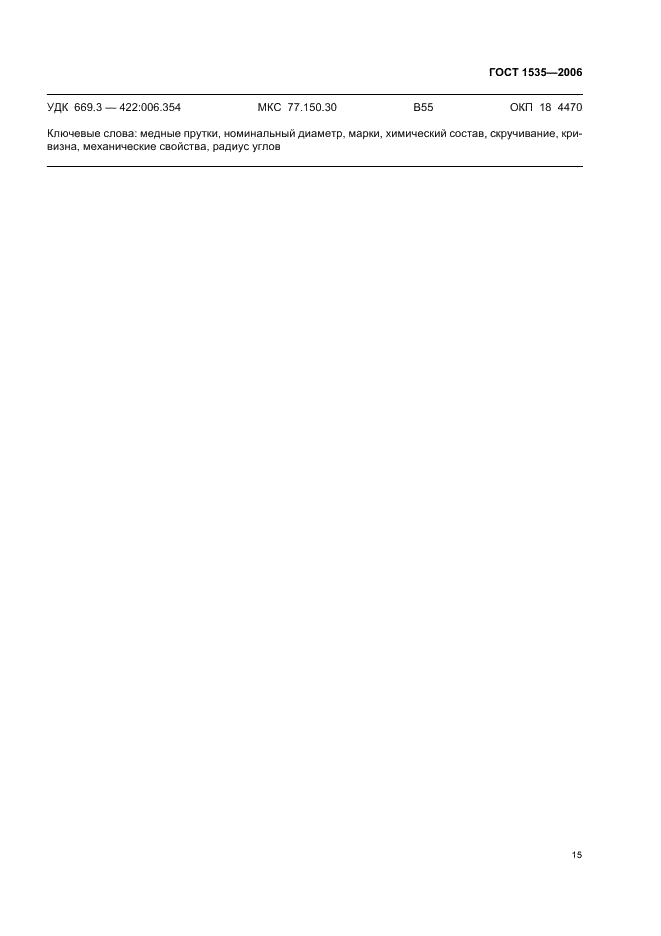 ГОСТ 1535—2006
УДК 669.3 — 422:006.354 МКС 77.150.30 В55 ОКП 18 4470
Ключевые слова: медные прутки, номинальный диаметр, марки, химический состав, скручивание, кри-
визна, механические свойства, радиус углов
15